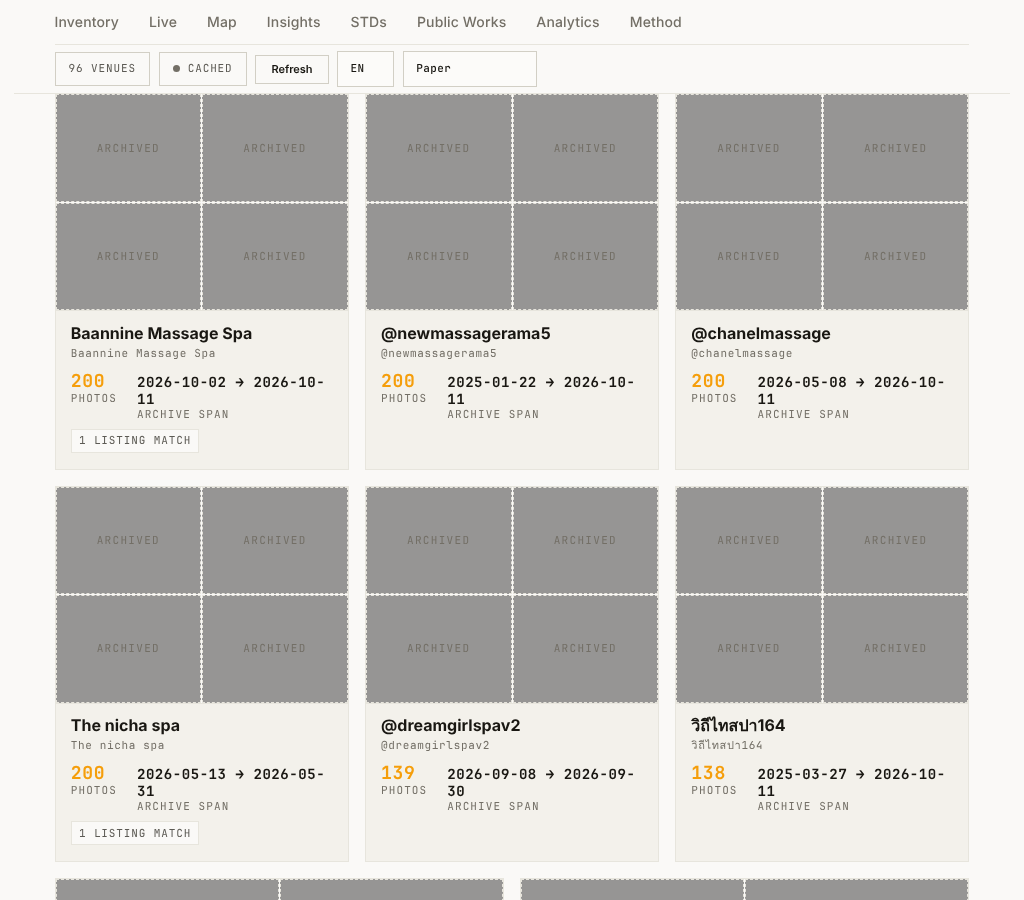 Inventory Live Map Insights STDs Public Works Analytics Method
96 VENUES CACHED Refresh EN Paper
ARCHIVED ARCHIVED ARCHIVED ARCHIVED ARCHIVED ARCHIVED
ARCHIVED ARCHIVED ARCHIVED ARCHIVED ARCHIVED ARCHIVED
Baannine Massage Spa
Baannine Massage Spa
200 PHOTOS
2026-10-02 → 2026-10-
11
ARCHIVE SPAN
1 LISTING MATCH
@newmassagerama5
@newmassagerama5
200 PHOTOS
2025-01-22 → 2026-10-
11
ARCHIVE SPAN
@chanelmassage
@chanelmassage
200 PHOTOS
2026-05-08 → 2026-10-
11
ARCHIVE SPAN
ARCHIVED ARCHIVED ARCHIVED ARCHIVED ARCHIVED ARCHIVED
ARCHIVED ARCHIVED ARCHIVED ARCHIVED ARCHIVED ARCHIVED
The nicha spa
The nicha spa
200 PHOTOS
2026-05-13 → 2026-05-
31
ARCHIVE SPAN
1 LISTING MATCH
@dreamgirlspav2
@dreamgirlspav2
139 PHOTOS
2026-09-08 → 2026-09-
30
ARCHIVE SPAN
วิถีไทสปา164
วิถีไทสปา164
138 PHOTOS
2025-03-27 → 2026-10-
11
ARCHIVE SPAN